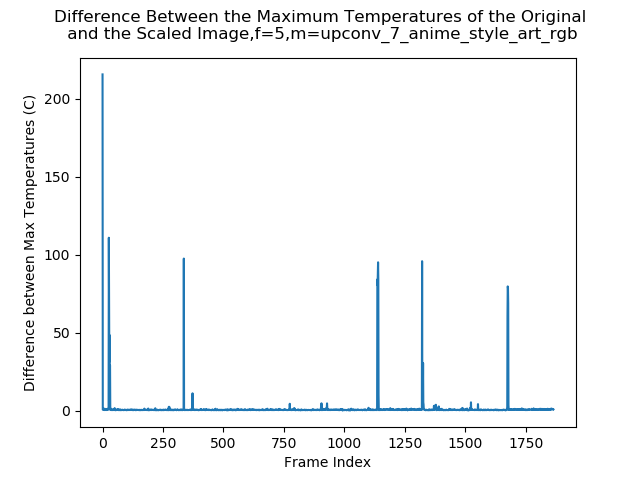 Difference Between the Maximum Temperatures of the Original
and the Scaled Image,f=5,m=upconv_7_anime_style_art_rgb
Difference between Max Temperatures (C)
200
150
100
50
0
0 250 500 750 1000 1250 1500 1750
Frame Index